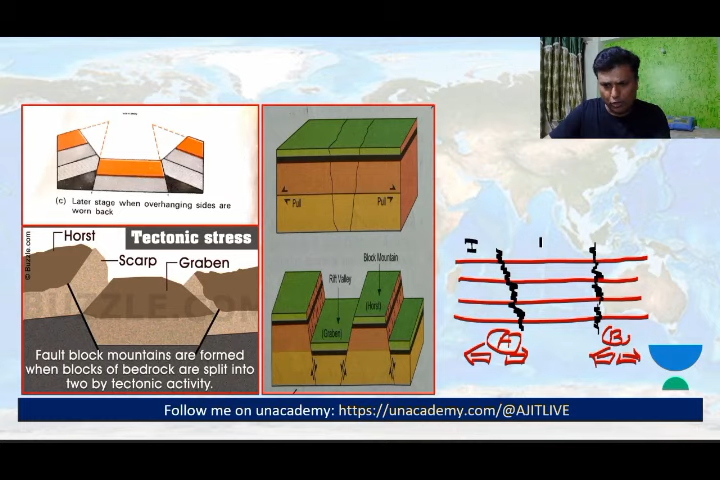 (c) Later stage when overhanging sides are
worn back
© Buzzle.com
Horst
Tectonic stress
Scarp
Graben
BUZZLE.COM
Fault block mountains are formed
when blocks of bedrock are split into
two by tectonic activity.
Pull
Pull
Block Mountain
Rift Valley
(Horst)
(Graben)
I
I
A
B
Follow me on unacademy: https://unacademy.com/@AJITLIVE